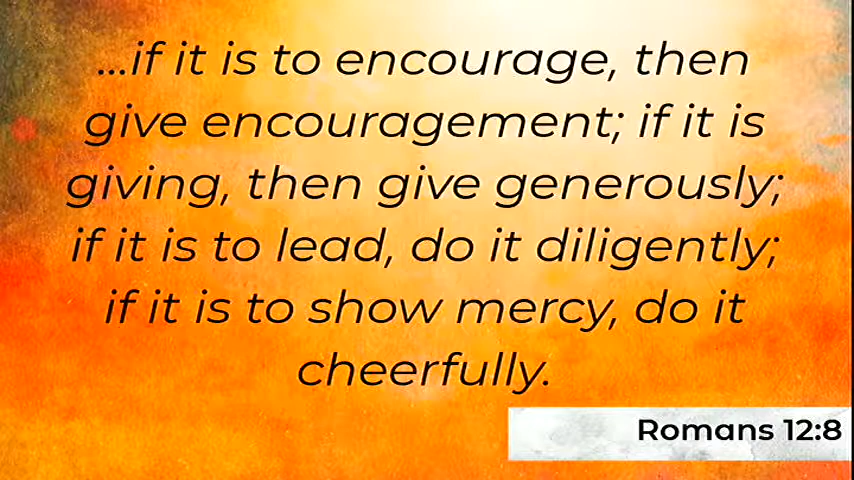 ...if it is to encourage, then
give encouragement; if it is
giving, then give generously;
if it is to lead, do it diligently;
if it is to show mercy, do it
cheerfully.
Romans 12:8